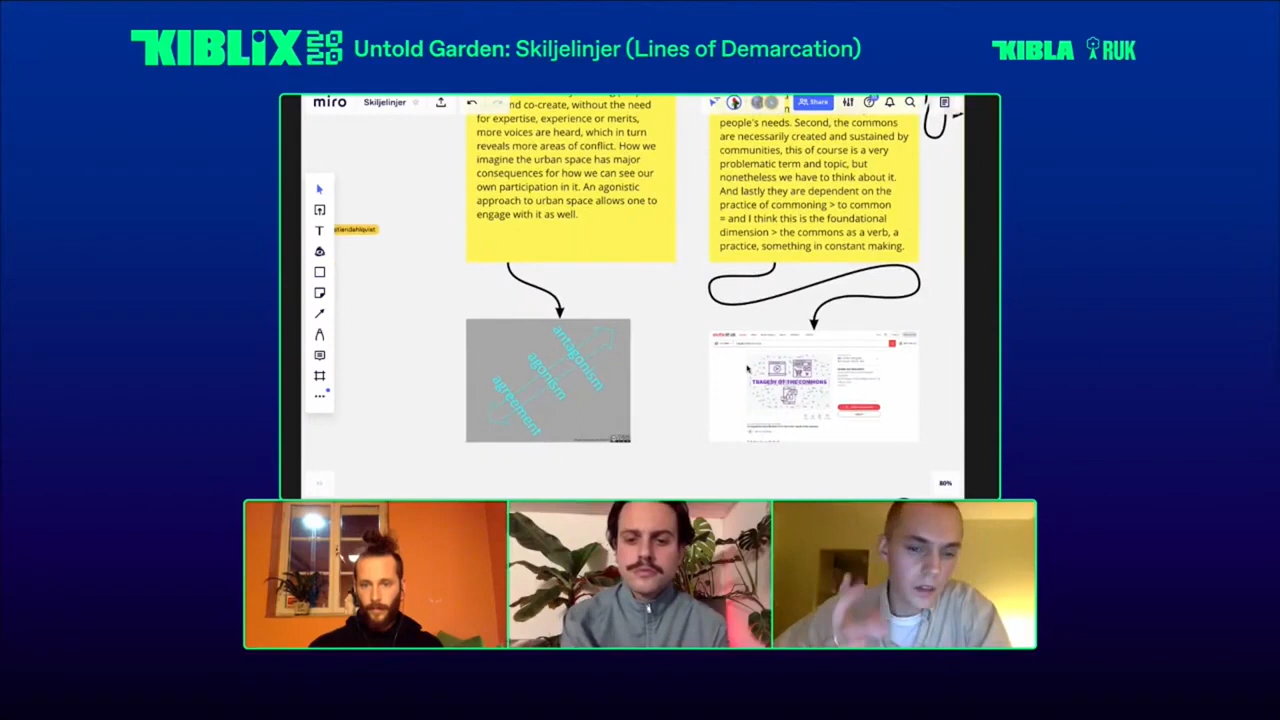 KIBLIX 2020
Untold Garden: Skiljelinjer (Lines of Demarcation)
KIBLA RUK
miro Skiljelinjer
Share
nd co-create, without the need
for expertise, experience or merits,
more voices are heard, which in turn
reveals more areas of conflict. How we
imagine the urban space has major
consequences for how we can see our
own participation in it. An agonistic
approach to urban space allows one to
engage with it as well.
people's needs. Second, the commons
are necessarily created and sustained by
communities, this of course is a very
problematic term and topic, but
nonetheless we have to think about it.
And lastly they are dependent on the
practice of commoning > to common
= and I think this is the foundational
dimension > the commons as a verb, a
practice, something in constant making.
T
antagonism
agonism
agreement
TRAGEDY OF THE COMMONS
80%